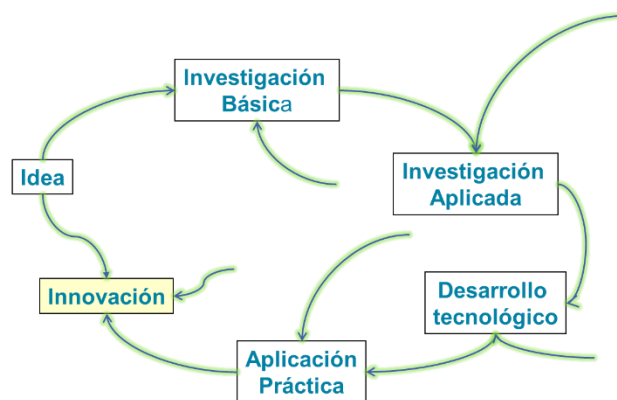 Investigación
Básica
Idea
Investigación
Aplicada
Innovación
Desarrollo
tecnológico
Aplicación
Práctica